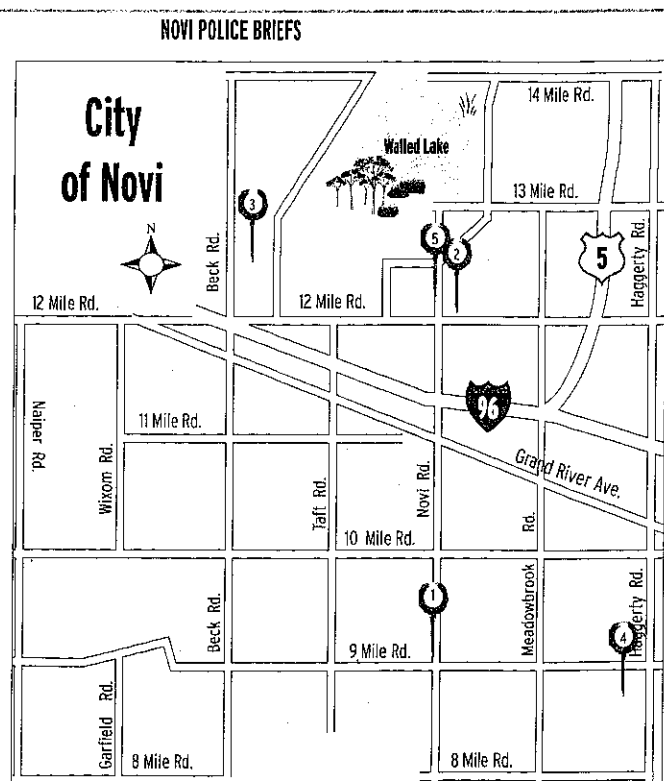 NOVI POLICE BRIEFS
City
of Novi
14 Mile Rd.
Walled Lake
13 Mile Rd.
3
N
Beck Rd.
5
2
5
Haggerty Rd.
12 Mile Rd.
12 Mile Rd.
96
11 Mile Rd.
Naiper Rd.
Wixom Rd.
Taft Rd.
Novi Rd.
Grand River Ave.
10 Mile Rd.
Meadowbrook Rd.
1
Beck Rd.
9 Mile Rd.
4
Haggerty Rd.
Garfield Rd.
8 Mile Rd.
8 Mile Rd.